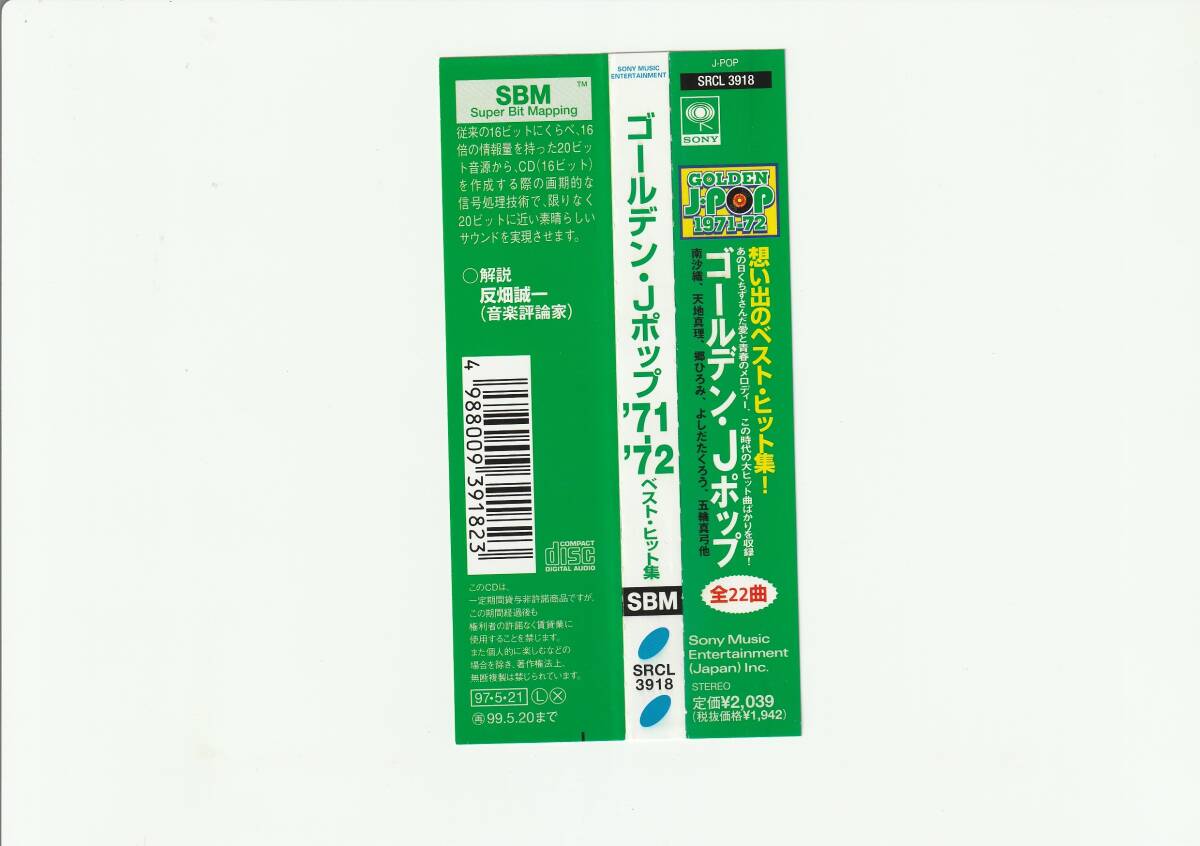 SBM™
Super Bit Mapping
従来の16ビットにくらべ、16
倍の情報量を持った20ビッ
ト音源から、CD(16ビット)
を作成する際の画期的な
信号処理技術で、限りなく
20ビットに近い素晴らしい
サウンドを実現させます。
○解説
反畑誠一
(音楽評論家)
4 988009 391823
COMPACT
disc
DIGITAL AUDIO
このCDは、
一定期間貸与非許諾商品ですが、
この期間経過後も
権利者の許諾なく賃貸業に
使用することを禁じます。
また個人的に楽しむなどの
場合を除き、著作権法上、
無断複製は禁じられています。
97・5・21 Ⓛ Ⓧ
再 99.5.20まで
SONY MUSIC
ENTERTAINMENT
ゴールデン・Jポップ'71-'72 ベスト・ヒット集
SBM
SRCL
3918
J-POP
SRCL 3918
SONY
GOLDEN
J・POP
1971-72
想い出のベスト・ヒット集!
あの日くちずさんだ愛と青春のメロディー、この時代の大ヒット曲ばかりを収録!
ゴールデン・Jポップ
南沙織、天地真理、郷ひろみ、よしだたくろう、五輪真弓他
全22曲
Sony Music
Entertainment
(Japan) Inc.
STEREO
定価¥2,039
(税抜価格¥1,942)